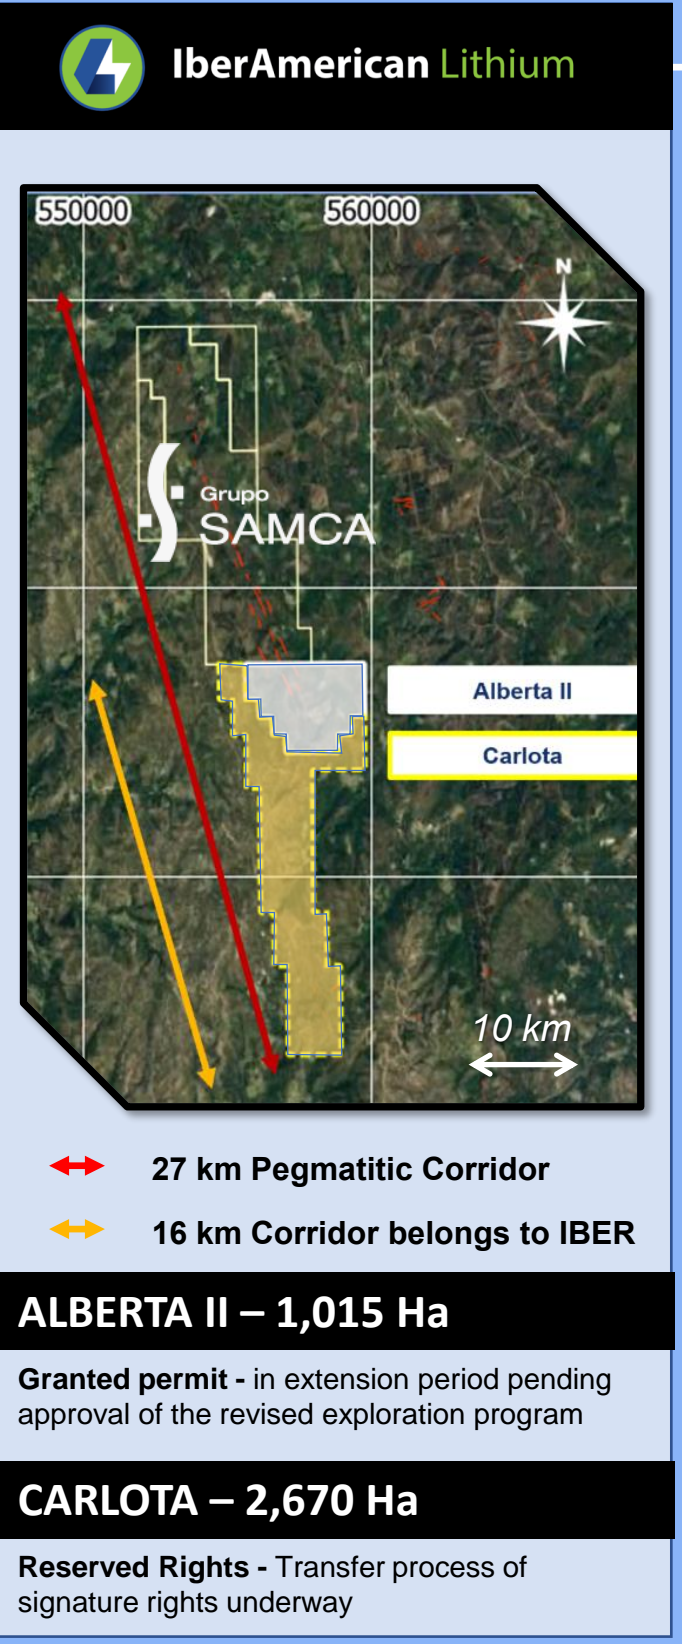 IberAmerican Lithium
550000
560000
N
Grupo
SAMCA
Alberta II
Carlota
10 km
27 km Pegmatitic Corridor
16 km Corridor belongs to IBER
ALBERTA II – 1,015 Ha
Granted permit - in extension period pending
approval of the revised exploration program
CARLOTA – 2,670 Ha
Reserved Rights - Transfer process of
signature rights underway